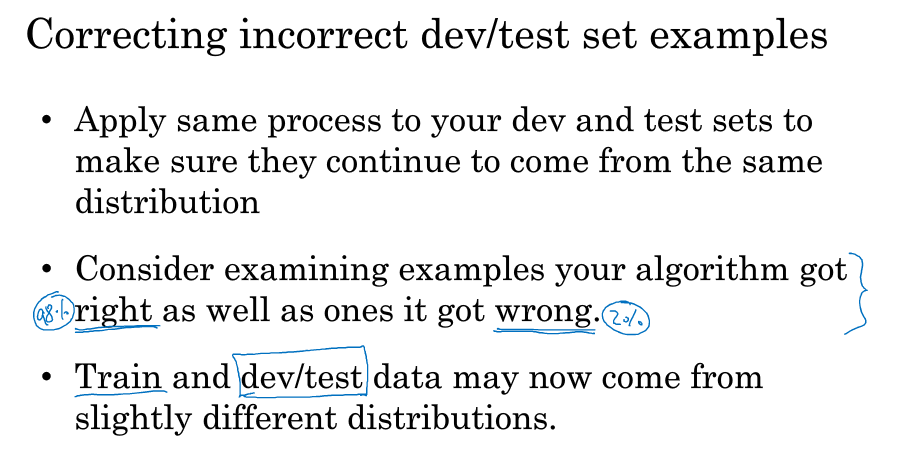 Correcting incorrect dev/test set examples
• Apply same process to your dev and test sets to
make sure they continue to come from the same
distribution
• Consider examining examples your algorithm got
98% right as well as ones it got wrong. 2%
• Train and dev/test data may now come from
slightly different distributions.